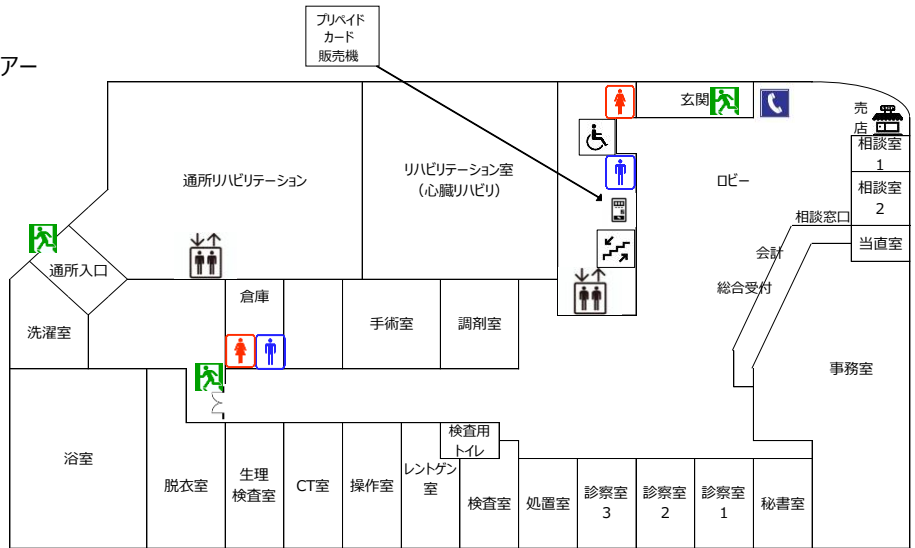 アー
プリペイド
カード
販売機
玄関
売
店
相談室
1
相談室
2
通所リハビリテーション
リハビリテーション室
（心臓リハビリ）
ロビー
相談窓口
当直室
会計
総合受付
通所入口
倉庫
洗濯室
手術室
調剤室
事務室
浴室
脱衣室
生理
検査室
CT室
操作室
レントゲン
室
検査用
トイレ
検査室
処置室
診察室
3
診察室
2
診察室
1
秘書室